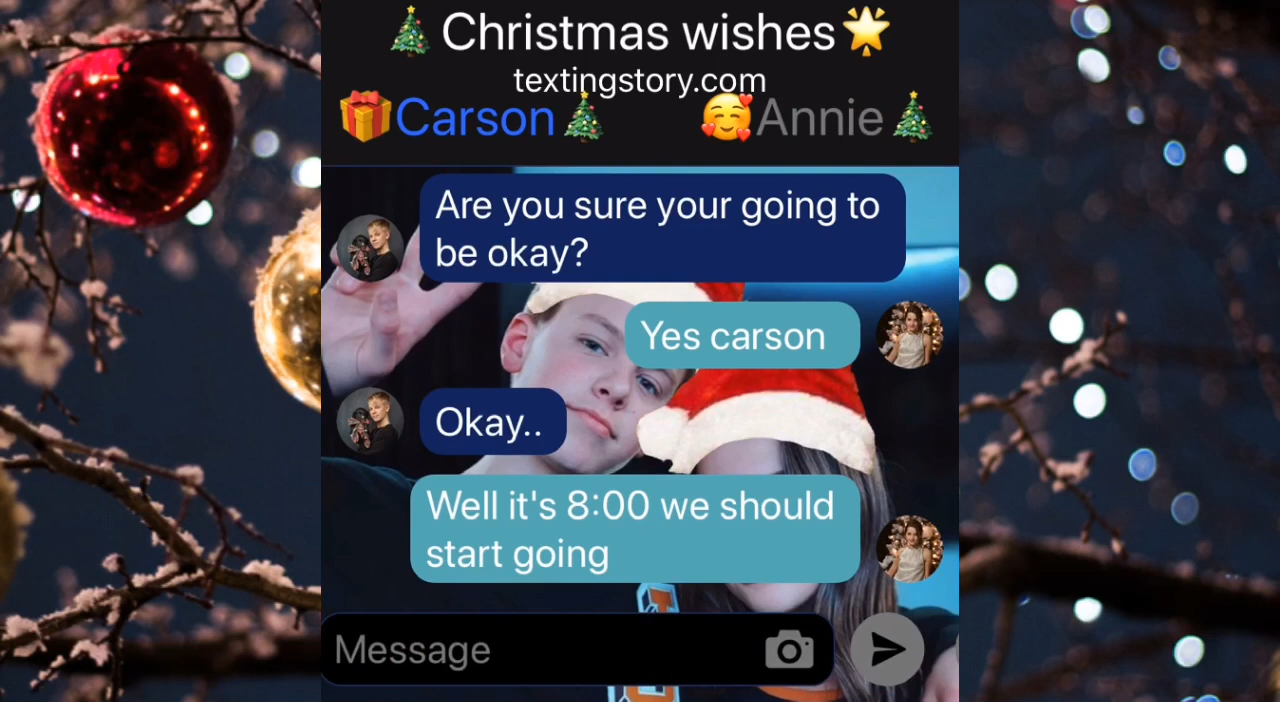 🎄Christmas wishes🌟
textingstory.com
🎁Carson🎄 🥰Annie🎄
Are you sure your going to
be okay?
Yes carson
Okay..
Well it's 8:00 we should
start going
Message